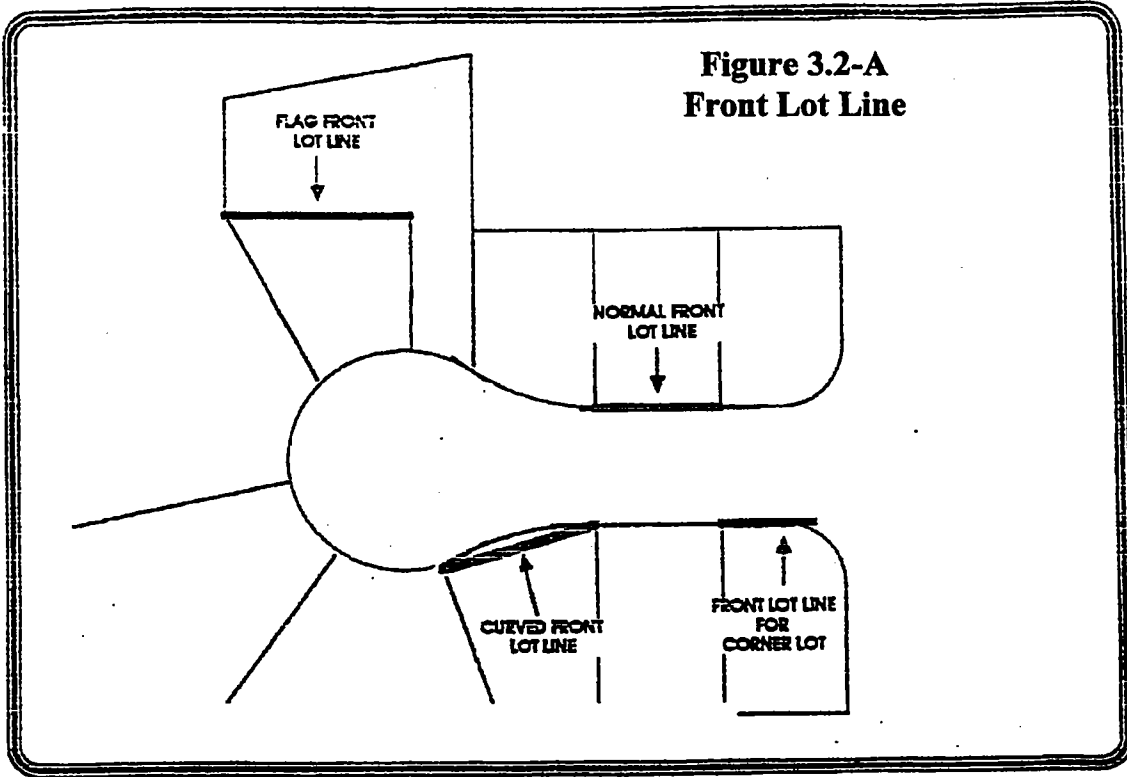 Figure 3.2-A
Front Lot Line
FLAG FRONT
LOT LINE
NORMAL FRONT
LOT LINE
CURVED FRONT
LOT LINE
FRONT LOT LINE
FOR
CORNER LOT